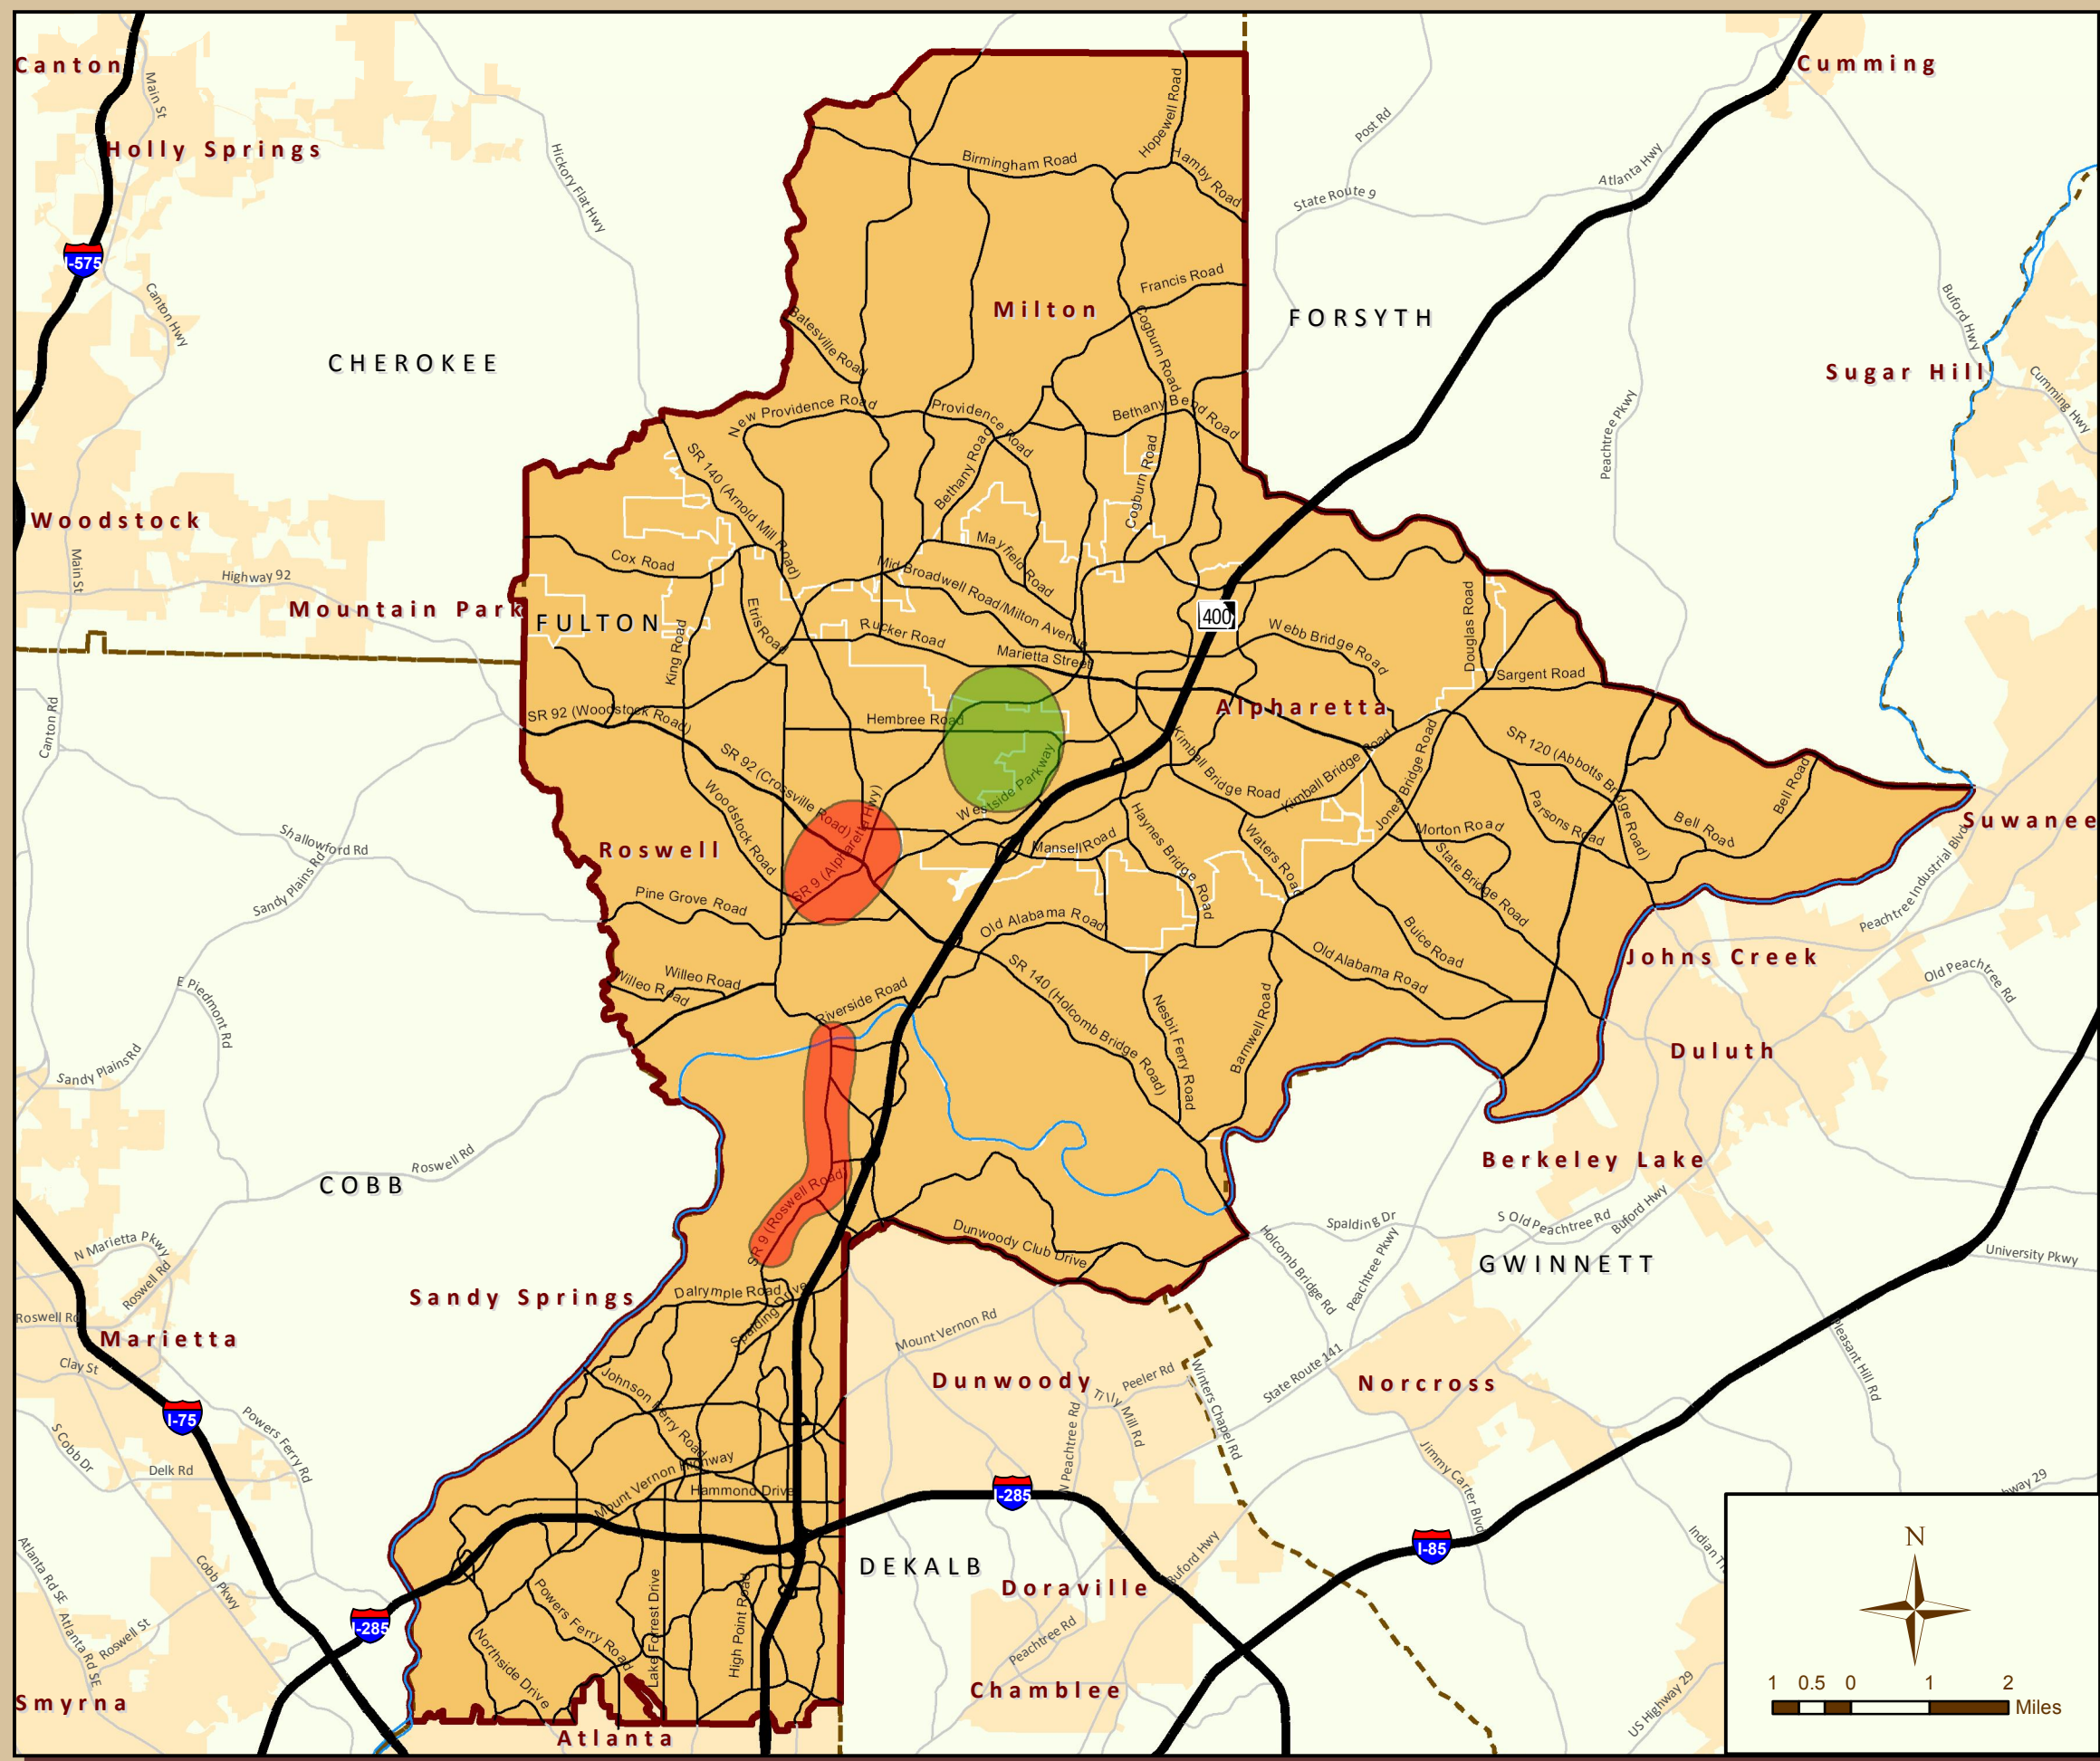 Canton
Main St
Holly Springs
I-575
Canton Hwy
Hickory Flat Hwy
CHEROKEE
Hopewell Road
Birmingham Road
Hamby Road
Post Rd
State Route 9
Atlanta Hwy
Cumming
Francis Road
Milton
FORSYTH
Buford Hwy
Sugar Hill
Cumming Hwy
Batesville Road
Cogburn Road
New Providence Road
Providence Road
Bethany Bend Road
Peachtree Pkwy
SR 140 (Arnold Mill Road)
Bethany Road
Cogburn Road
Woodstock
Main St
Highway 92
Mountain Park
FULTON
Cox Road
Mayfield Road
Mid Broadwell Road/Milton Avenue
Etris Road
King Road
Rucker Road
Marietta Street
400
Webb Bridge Road
Douglas Road
Sargent Road
Canton Rd
SR 92 (Woodstock Road)
Hembree Road
Alpharetta
SR 92 (Crossville Road)
Kimball Bridge Road
Kimball Bridge Road
Jones Bridge Road
SR 120 (Abbotts Bridge Road)
Bell Road
Westside Parkway
Woodstock Road
Parsons Road
Bell Road
Suwanee
Shallowford Rd
Sandy Plains Rd
Roswell
SR 9 (Alpharetta Hwy)
Mansell Road
Haynes Bridge Road
Waters Road
Morton Road
State Bridge Road
Peachtree Industrial Blvd
Pine Grove Road
Old Alabama Road
Buice Road
Old Alabama Road
Johns Creek
Old Peachtree Rd
Willeo Road
Willeo Road
E Piedmont Rd
Riverside Road
SR 140 (Holcomb Bridge Road)
Nesbit Ferry Road
Barnwell Road
Sandy Plains Rd
Duluth
Roswell Rd
COBB
Berkeley Lake
SR 9 (Roswell Road)
Dunwoody Club Drive
Spalding Dr
S Old Peachtree Rd
Buford Hwy
Holcomb Bridge Rd
Peachtree Pkwy
GWINNETT
University Pkwy
N Marietta Pkwy
Roswell Rd
Roswell Rd
Sandy Springs
Dalrymple Road
Spalding Drive
Marietta
Clay St
Mount Vernon Rd
Dunwoody
Peeler Rd
Tilly Mill Rd
Winters Chapel Rd
State Route 141
Norcross
Pleasant Hill Rd
I-75
Powers Ferry Rd
S Cobb Dr
Delk Rd
Johnson Ferry Road
Mount Vernon Highway
Hammond Drive
N Peachtree Rd
I-285
Jimmy Carter Blvd
I-85
Buford Hwy
Atlanta Rd SE
Cobb Pkwy
Roswell St
Atlanta Rd SE
I-285
DEKALB
Doraville
Powers Ferry Road
Lake Forrest Drive
High Point Road
Northside Drive
Peachtree Rd
Chamblee
Smyrna
Atlanta
US Highway 29
N
1 0.5 0 1 2
Miles